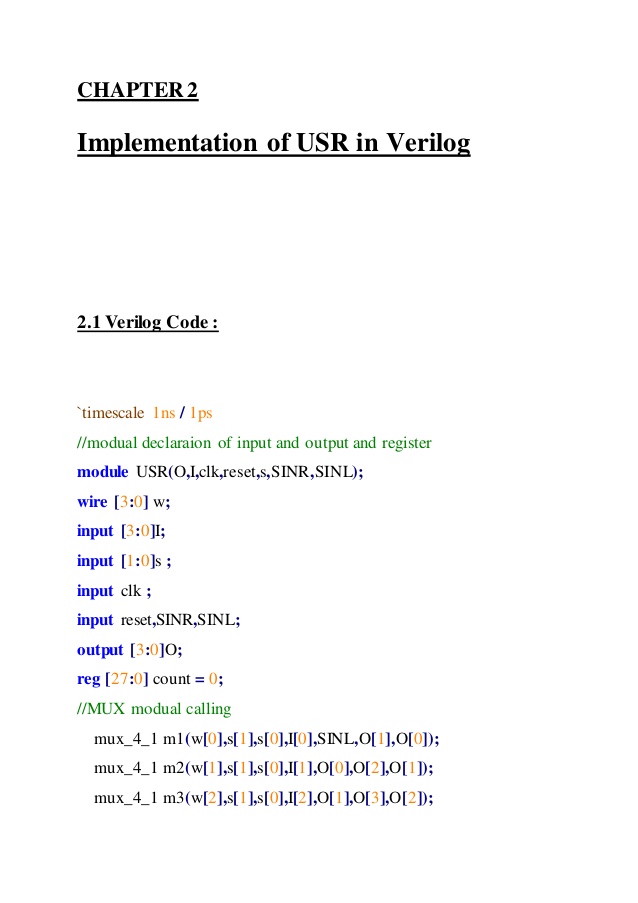 CHAPTER 2
Implementation of USR in Verilog
2.1 Verilog Code :
`timescale 1ns / 1ps
//modual declaraion of input and output and register
module USR(O,I,clk,reset,s,SINR,SINL);
wire [3:0] w;
input [3:0]I;
input [1:0]s ;
input clk ;
input reset,SINR,SINL;
output [3:0]O;
reg [27:0] count = 0;
//MUX modual calling
mux_4_1 m1(w[0],s[1],s[0],I[0],SINL,O[1],O[0]);
mux_4_1 m2(w[1],s[1],s[0],I[1],O[0],O[2],O[1]);
mux_4_1 m3(w[2],s[1],s[0],I[2],O[1],O[3],O[2]);